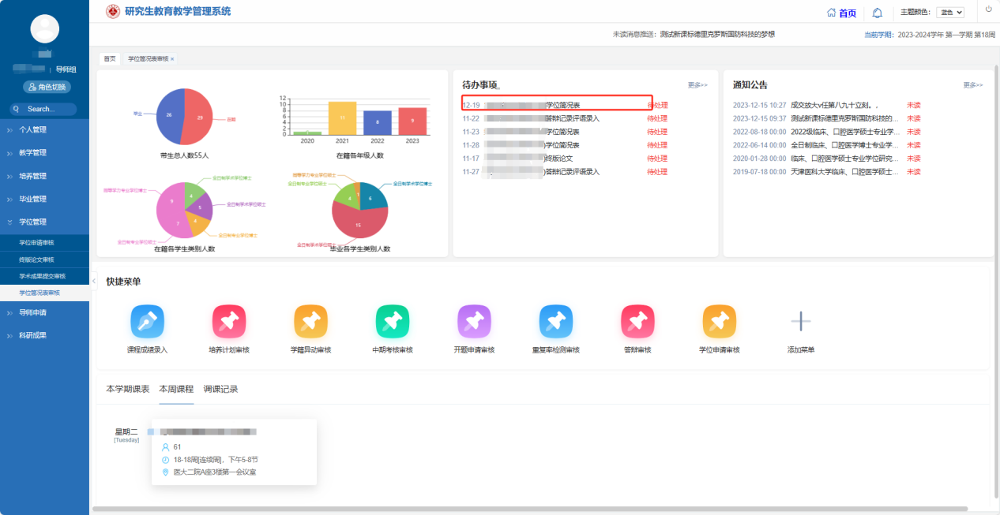 研究生教育教学管理系统
首页
主题颜色:
蓝色
未读消息推送: 测试新课标德里克罗斯国防科技的梦想
当前学期: 2023-2024学年 第一学期 第18周
| 导师组
角色切换
Search...
个人管理
教学管理
培养管理
毕业管理
学位管理
学位申请审核
终版论文审核
学术成果提交审核
学位简况表审核
导师申请
科研成果
首页 学位简况表审核 ×
毕业 26 29 在籍
带生总人数55人
12
10
8
6
4
2
0
11 8 9
2020 2021 2022 2023
在籍各年级人数
全日制学术学位博士
同等学力专业学位博士
9 4 5 4 7
全日制学术学位硕士
全日制专业学位博士
全日制专业学位硕士
在籍各学生类别人数
同等学力专业学位硕士
全日制专业学位硕士
全日制学术学位博士
4 1 6
15
全日制学术学位硕士
毕业各学生类别人数
待办事项 更多>>
12-19 学位简况表 待处理
11-22 答辩记录评语录入 待处理
11-23 学位简况表 待处理
11-28 )学位简况表 待处理
11-17 )终版论文 待处理
11-27 )答辩记录评语录入 待处理
通知公告 更多>>
2023-12-15 10:27 成交放大v任第八九十立刻。, 未读
2023-12-15 09:37 测试新课标德里克罗斯国防科技的... 未读
2022-08-18 00:00 2022级临床、口腔医学硕士专业学... 未读
2022-06-14 00:00 全日制临床、口腔医学博士专业学... 未读
2020-01-28 00:00 临床、口腔医学专业学位硕士学位研究... 未读
2019-07-18 00:00 天津医科大学临床、口腔医学硕士... 未读
快捷菜单
课程成绩录入 培养计划审核 学籍异动审核 中期考核审核 开题申请审核 重复率检测审核 答辩审核 学位申请审核 添加菜单
本学期课表 本周课程 调课记录
星期二
[Tuesday]
61
18-18周[连续周], 下午5-8节
医大二院A座3楼第一会议室